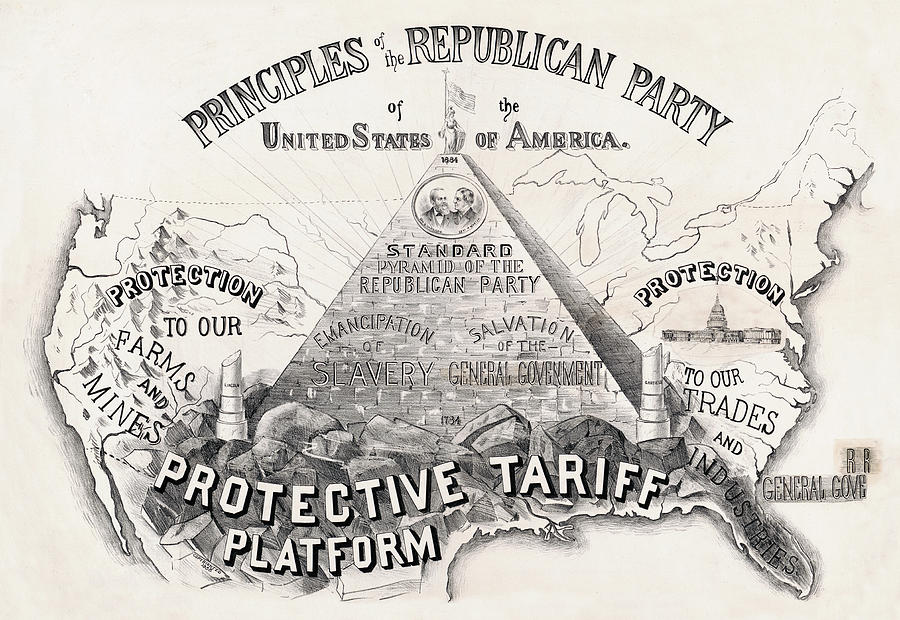 PRINCIPLES of the REPUBLICAN PARTY
of the
UNITED STATES OF AMERICA.
1884
STANDARD
PYRAMID OF THE
REPUBLICAN PARTY
EMANCIPATION
OF
SLAVERY
SALVATION
OF THE
GENERAL GOVENMENT
1784
PROTECTION
TO OUR
FARMS
AND
MINES
LINCOLN
PROTECTION
TO OUR
TRADES
AND
INDUSTRIES
GARFIELD
R R
GENERAL GOVE
PROTECTIVE TARIFF
PLATFORM